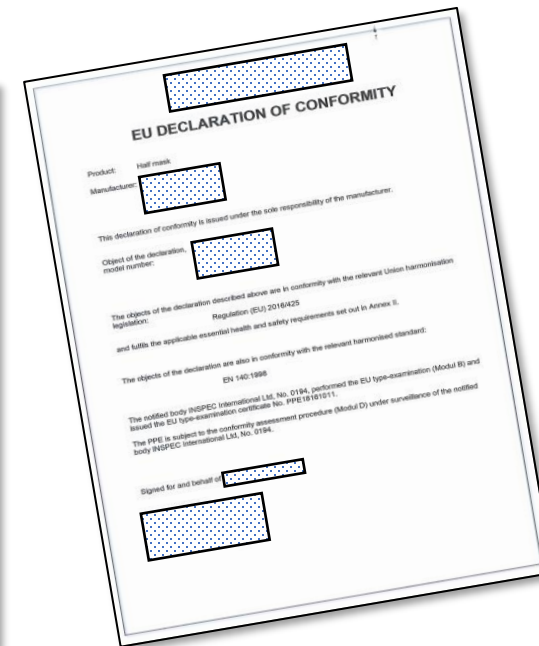 EU DECLARATION OF CONFORMITY
Product: Half mask
Manufacturer:
This declaration of conformity is issued under the sole responsibility of the manufacturer.
Object of the declaration,
model number:
The objects of the declaration described above are in conformity with the relevant Union harmonisation
legislation: Regulation (EU) 2016/425
and fulfils the applicable essential health and safety requirements set out in Annex II.
The objects of the declaration are also in conformity with the relevant harmonised standard:
EN 140:1998
The notified body INSPEC International Ltd, No. 0194, performed the EU type-examination (Modul B) and
issued the EU type-examination certificate No. PPE18161011.
The PPE is subject to the conformity assessment procedure (Modul D) under surveillance of the notified
body INSPEC International Ltd, No. 0194.
Signed for and behalf of